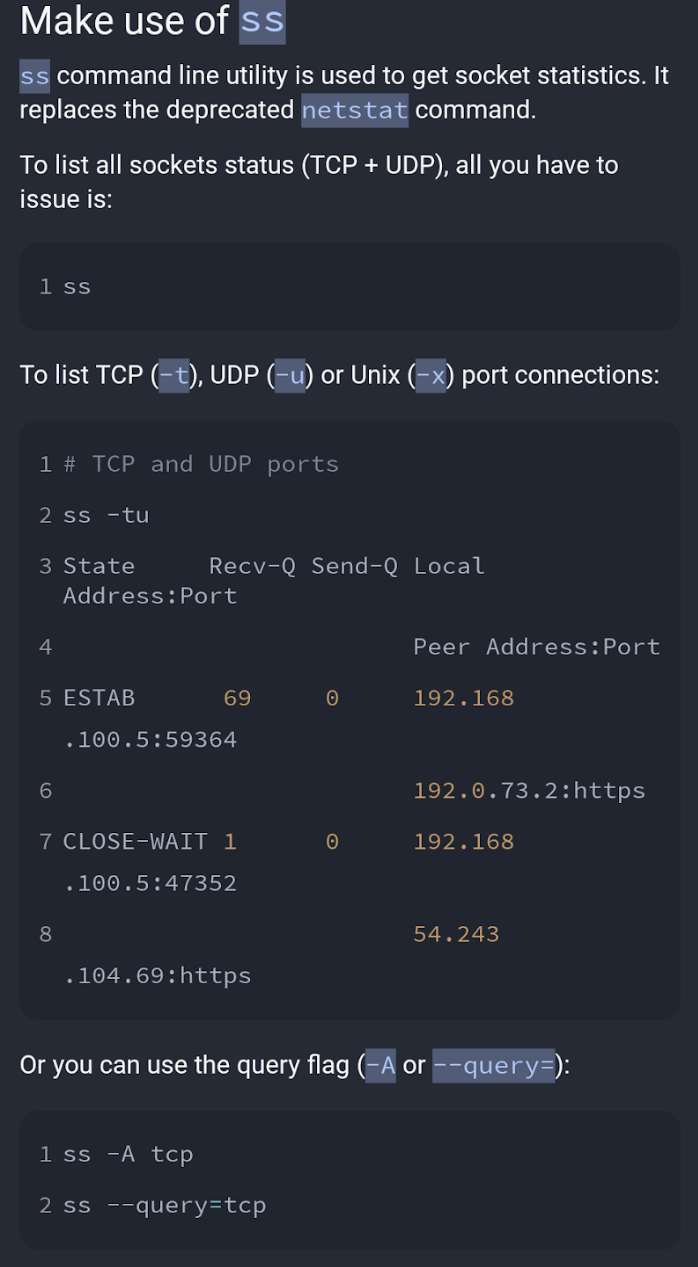 Make use of ss
ss command line utility is used to get socket statistics. It
replaces the deprecated netstat command.
To list all sockets status (TCP + UDP), all you have to
issue is:
1 ss
To list TCP (-t), UDP (-u) or Unix (-x) port connections:
1 # TCP and UDP ports
2 ss -tu
3 State     Recv-Q Send-Q Local
Address:Port
4                         Peer Address:Port
5 ESTAB      69     0     192.168
.100.5:59364
6                         192.0.73.2:https
7 CLOSE-WAIT 1      0     192.168
.100.5:47352
8                         54.243
.104.69:https
Or you can use the query flag (-A or --query=):
1 ss -A tcp
2 ss --query=tcp